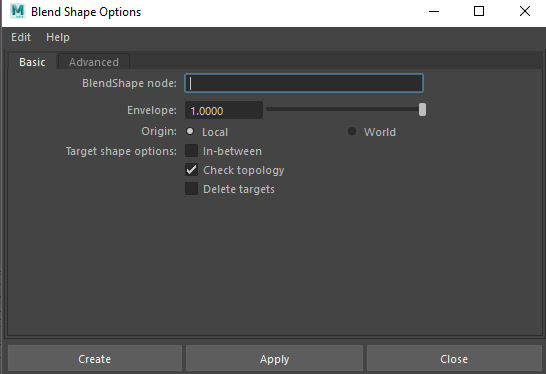 Blend Shape Options
Edit Help
Basic Advanced
BlendShape node:
Envelope: 1.0000
Origin: Local World
Target shape options: In-between
Check topology
Delete targets
Create Apply Close